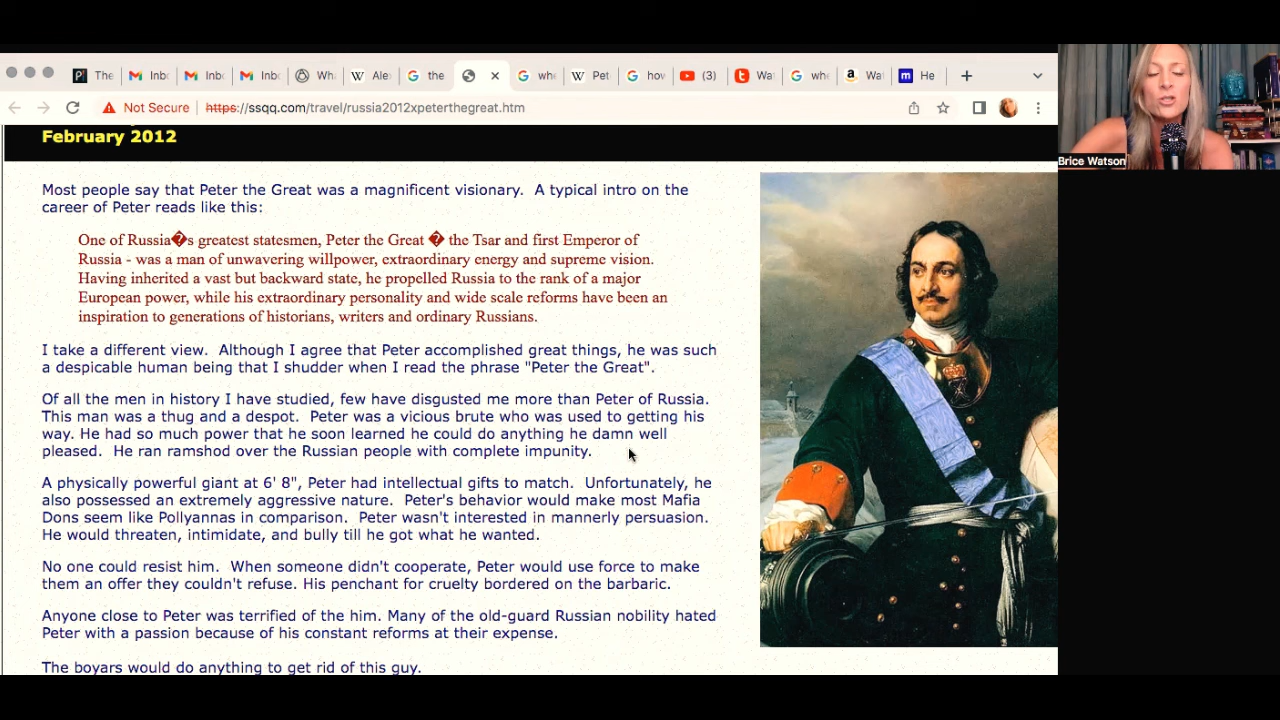 The
Inbo
Inbo
Inbo
Wh
Ale
the
whe
Pet
hov
(3)
Wa
whe
Wa
He
Not Secure
https://ssqq.com/travel/russia2012xpeterthegreat.htm
February 2012
Brice Watson
Most people say that Peter the Great was a magnificent visionary.  A typical intro on the
career of Peter reads like this:
One of Russia�s greatest statesmen, Peter the Great � the Tsar and first Emperor of
Russia - was a man of unwavering willpower, extraordinary energy and supreme vision.
Having inherited a vast but backward state, he propelled Russia to the rank of a major
European power, while his extraordinary personality and wide scale reforms have been an
inspiration to generations of historians, writers and ordinary Russians.
I take a different view.  Although I agree that Peter accomplished great things, he was such
a despicable human being that I shudder when I read the phrase "Peter the Great".
Of all the men in history I have studied, few have disgusted me more than Peter of Russia.
This man was a thug and a despot.  Peter was a vicious brute who was used to getting his
way. He had so much power that he soon learned he could do anything he damn well
pleased.  He ran ramshod over the Russian people with complete impunity.
A physically powerful giant at 6' 8", Peter had intellectual gifts to match.  Unfortunately, he
also possessed an extremely aggressive nature.  Peter's behavior would make most Mafia
Dons seem like Pollyannas in comparison.  Peter wasn't interested in mannerly persuasion.
He would threaten, intimidate, and bully till he got what he wanted.
No one could resist him.  When someone didn't cooperate, Peter would use force to make
them an offer they couldn't refuse. His penchant for cruelty bordered on the barbaric.
Anyone close to Peter was terrified of the him. Many of the old-guard Russian nobility hated
Peter with a passion because of his constant reforms at their expense.
The boyars would do anything to get rid of this guy.